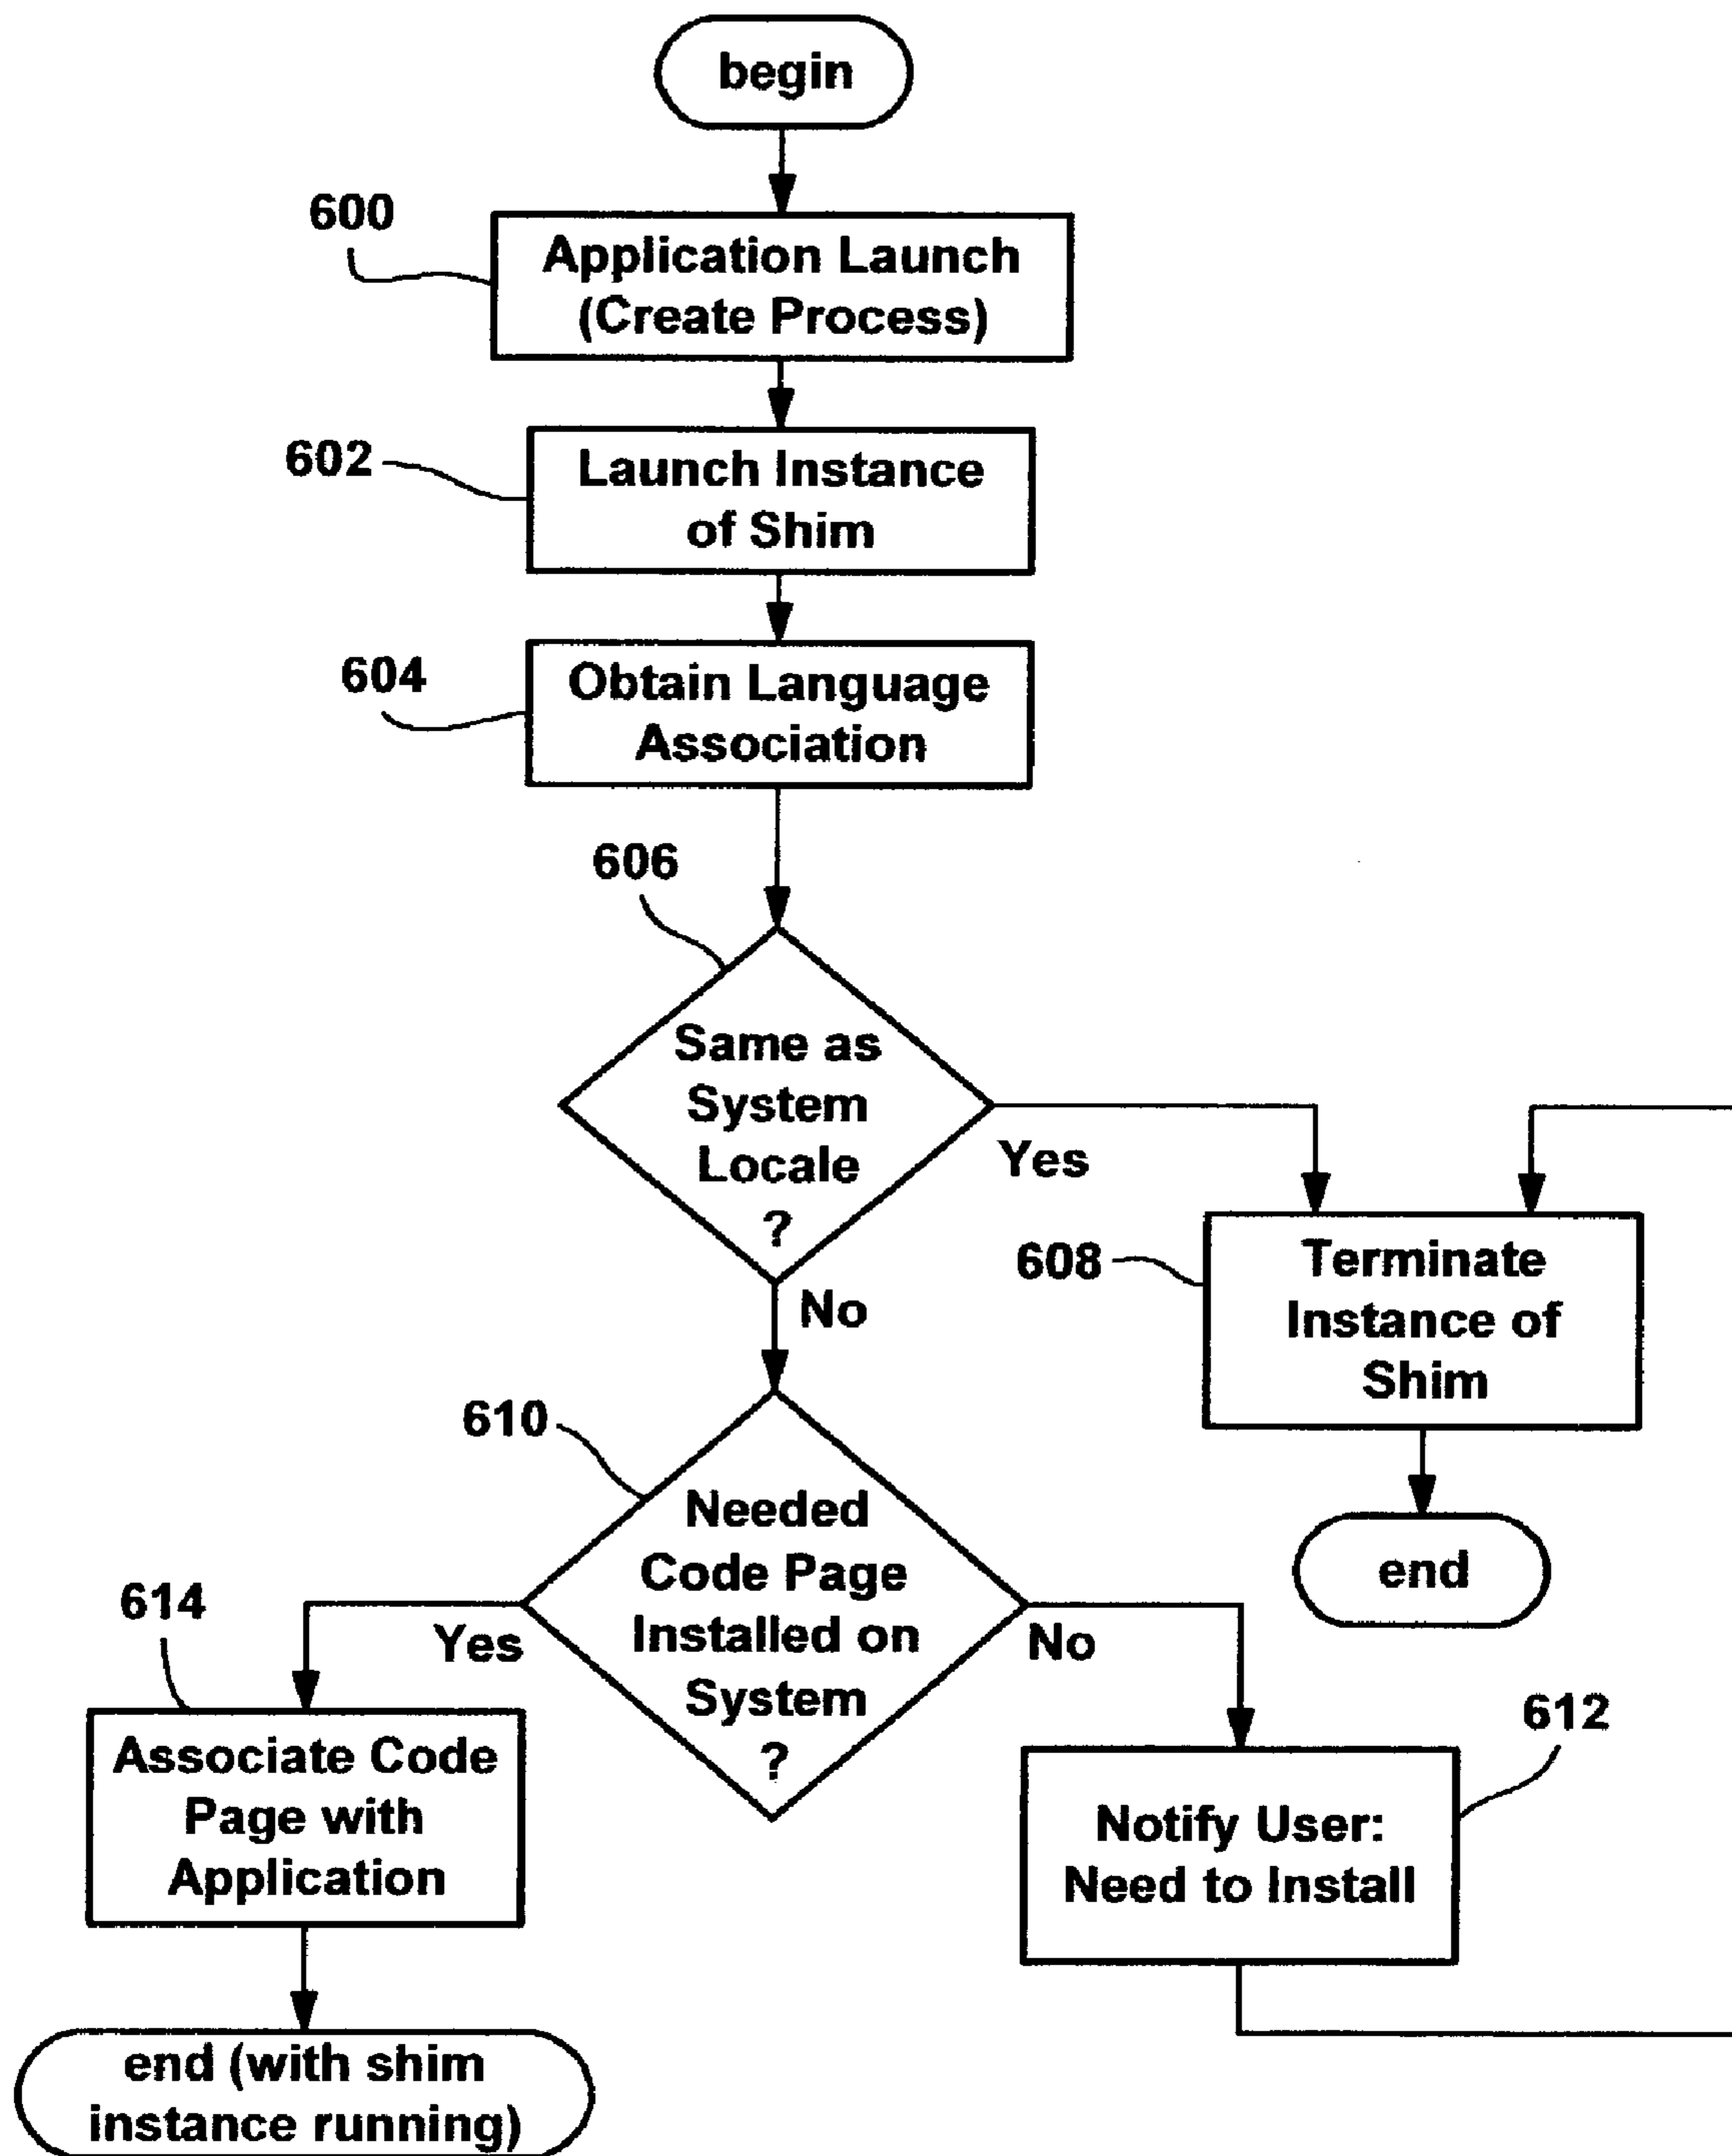 begin
600
Application Launch
(Create Process)
602
Launch Instance
of Shim
604
Obtain Language
Association
606
Same as
System
Locale
?
Yes
No
608
Terminate
Instance of
Shim
end
610
Needed
Code Page
Installed on
System
?
Yes
No
614
Associate Code
Page with
Application
612
Notify User:
Need to Install
end (with shim
instance running)